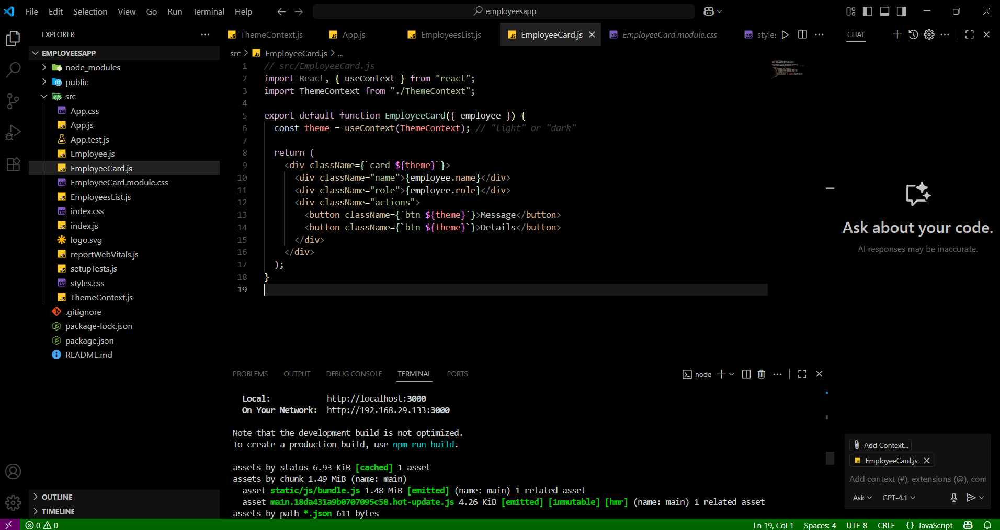 File Edit Selection View Go Run Terminal Help
employeesapp
EXPLORER
ThemeContext.js
App.js
EmployeesList.js
EmployeeCard.js
EmployeeCard.module.css
styles
CHAT
EMPLOYEESAPP
node_modules
public
src
App.css
App.js
App.test.js
Employee.js
EmployeeCard.js
EmployeeCard.module.css
EmployeesList.js
index.css
index.js
logo.svg
reportWebVitals.js
setupTests.js
styles.css
ThemeContext.js
.gitignore
package-lock.json
package.json
README.md
OUTLINE
TIMELINE
src > EmployeeCard.js > ...
1 // src/EmployeeCard.js
2 import React, { useContext } from "react";
3 import ThemeContext from "./ThemeContext";
4
5 export default function EmployeeCard({ employee }) {
6 const theme = useContext(ThemeContext); // "light" or "dark"
7
8 return (
9 <div className={`card ${theme}`}>
10 <div className="name">{employee.name}</div>
11 <div className="role">{employee.role}</div>
12 <div className="actions">
13 <button className={`btn ${theme}`}>Message</button>
14 <button className={`btn ${theme}`}>Details</button>
15 </div>
16 </div>
17 );
18 }
19
PROBLEMS OUTPUT DEBUG CONSOLE TERMINAL PORTS
node
Local: http://localhost:3000
On Your Network: http://192.168.29.133:3000
Note that the development build is not optimized.
To create a production build, use npm run build.
assets by status 6.93 KiB [cached] 1 asset
assets by chunk 1.49 MiB (name: main)
asset static/js/bundle.js 1.48 MiB [emitted] (name: main) 1 related asset
asset main.18da431a9b0707095c58.hot-update.js 4.26 KiB [emitted] [immutable] [hmr] (name: main) 1 related asset
assets by path *.json 611 bytes
Ask about your code.
AI responses may be inaccurate.
Add Context...
EmployeeCard.js
Add context (#), extensions (@), com
Ask
GPT-4.1
0 0
Ln 19, Col 1 Spaces: 4 UTF-8 CRLF {} JavaScript